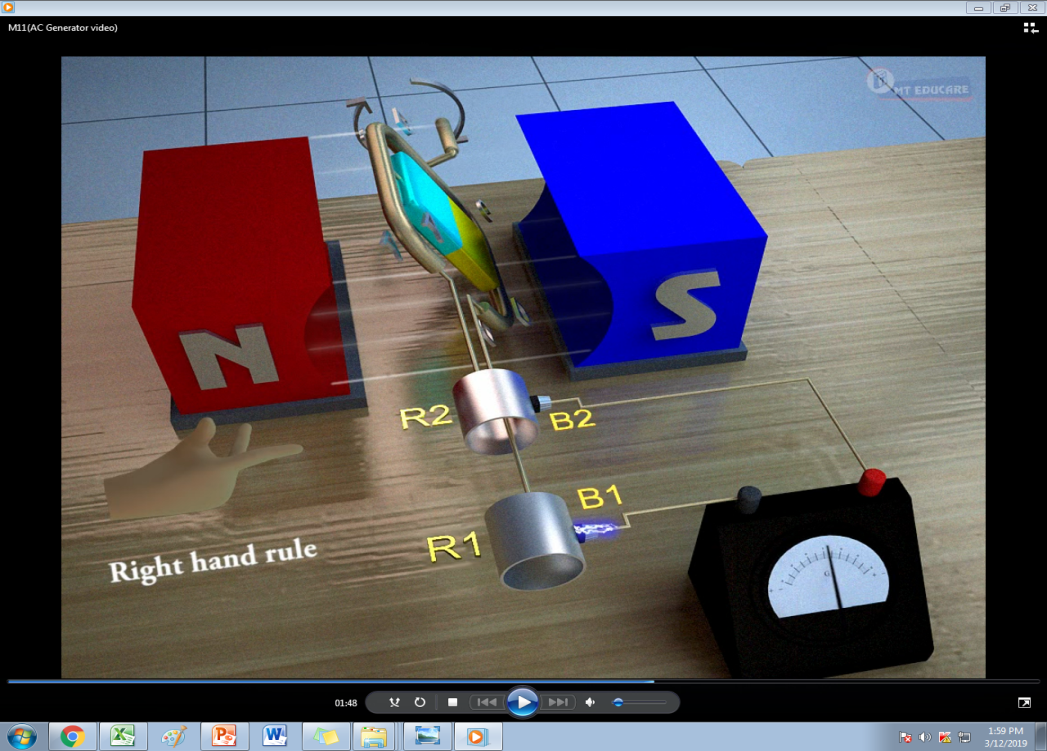 M11(AC Generator video)
MT EDUCARE
N
S
R2
B2
B1
R1
Right hand rule
G
01:48
1:59 PM
3/12/2019